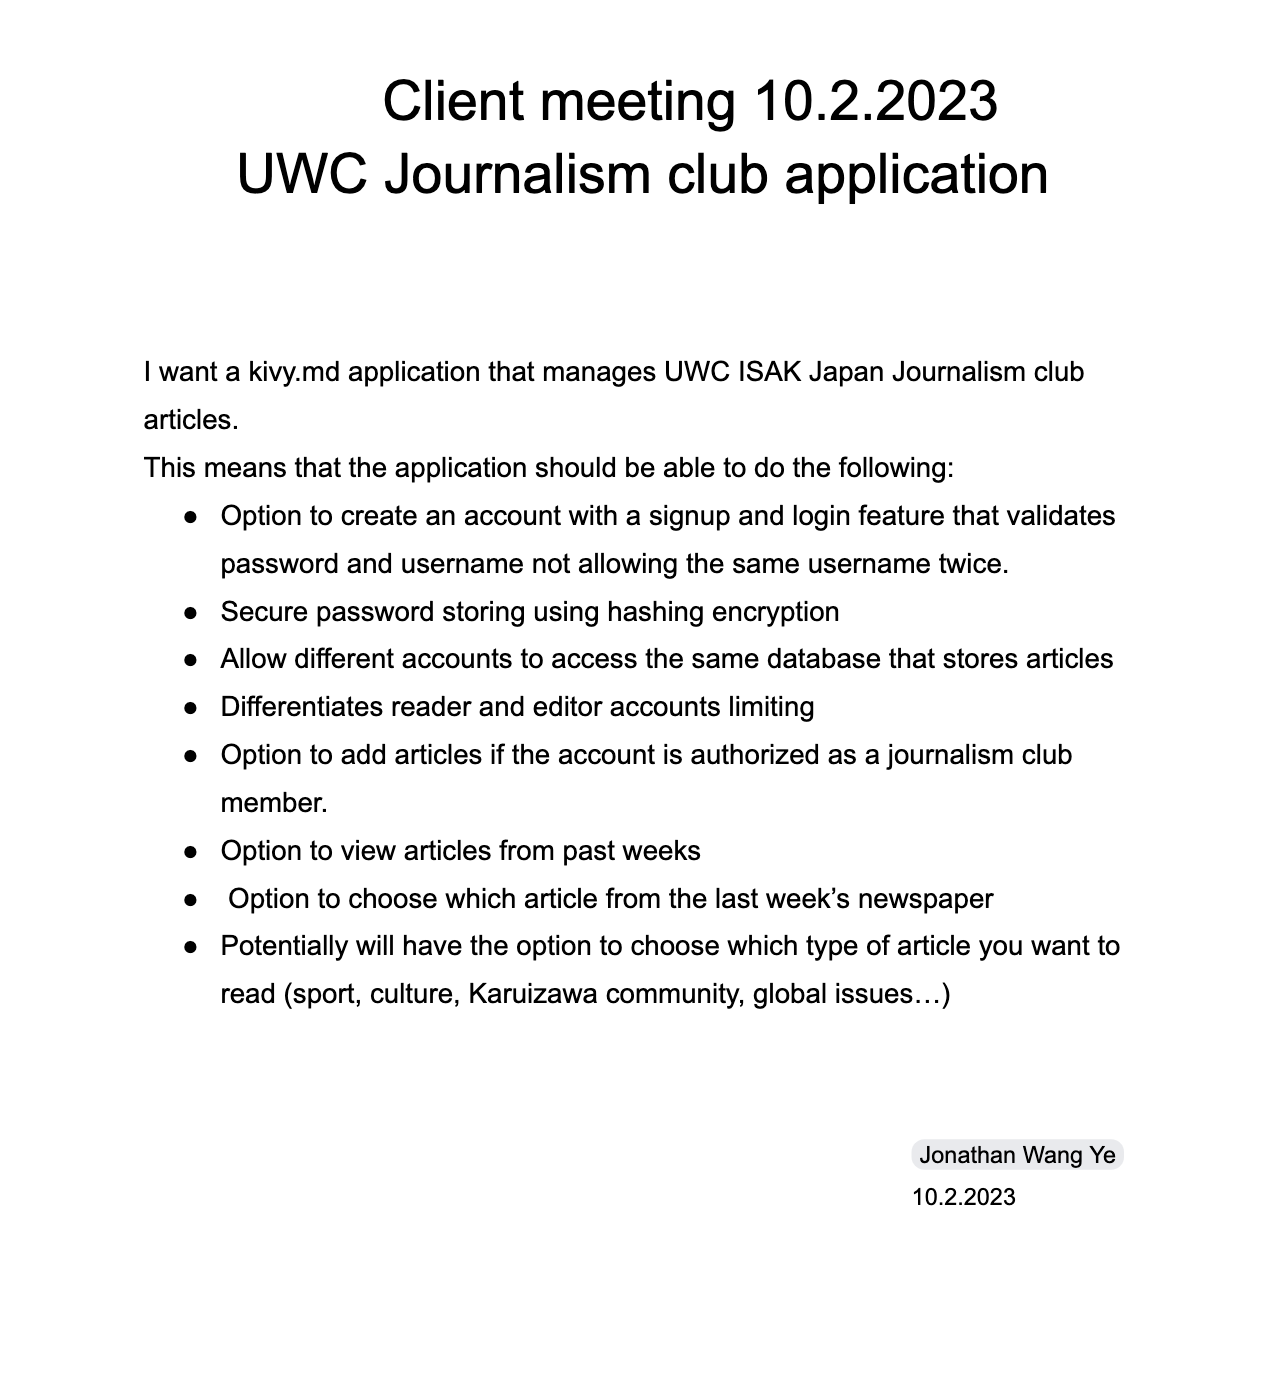 Client meeting 10.2.2023
UWC Journalism club application
I want a kivy.md application that manages UWC ISAK Japan Journalism club
articles.
This means that the application should be able to do the following:
● Option to create an account with a signup and login feature that validates
password and username not allowing the same username twice.
● Secure password storing using hashing encryption
● Allow different accounts to access the same database that stores articles
● Differentiates reader and editor accounts limiting
● Option to add articles if the account is authorized as a journalism club
member.
● Option to view articles from past weeks
● Option to choose which article from the last week’s newspaper
● Potentially will have the option to choose which type of article you want to
read (sport, culture, Karuizawa community, global issues…)
Jonathan Wang Ye
10.2.2023